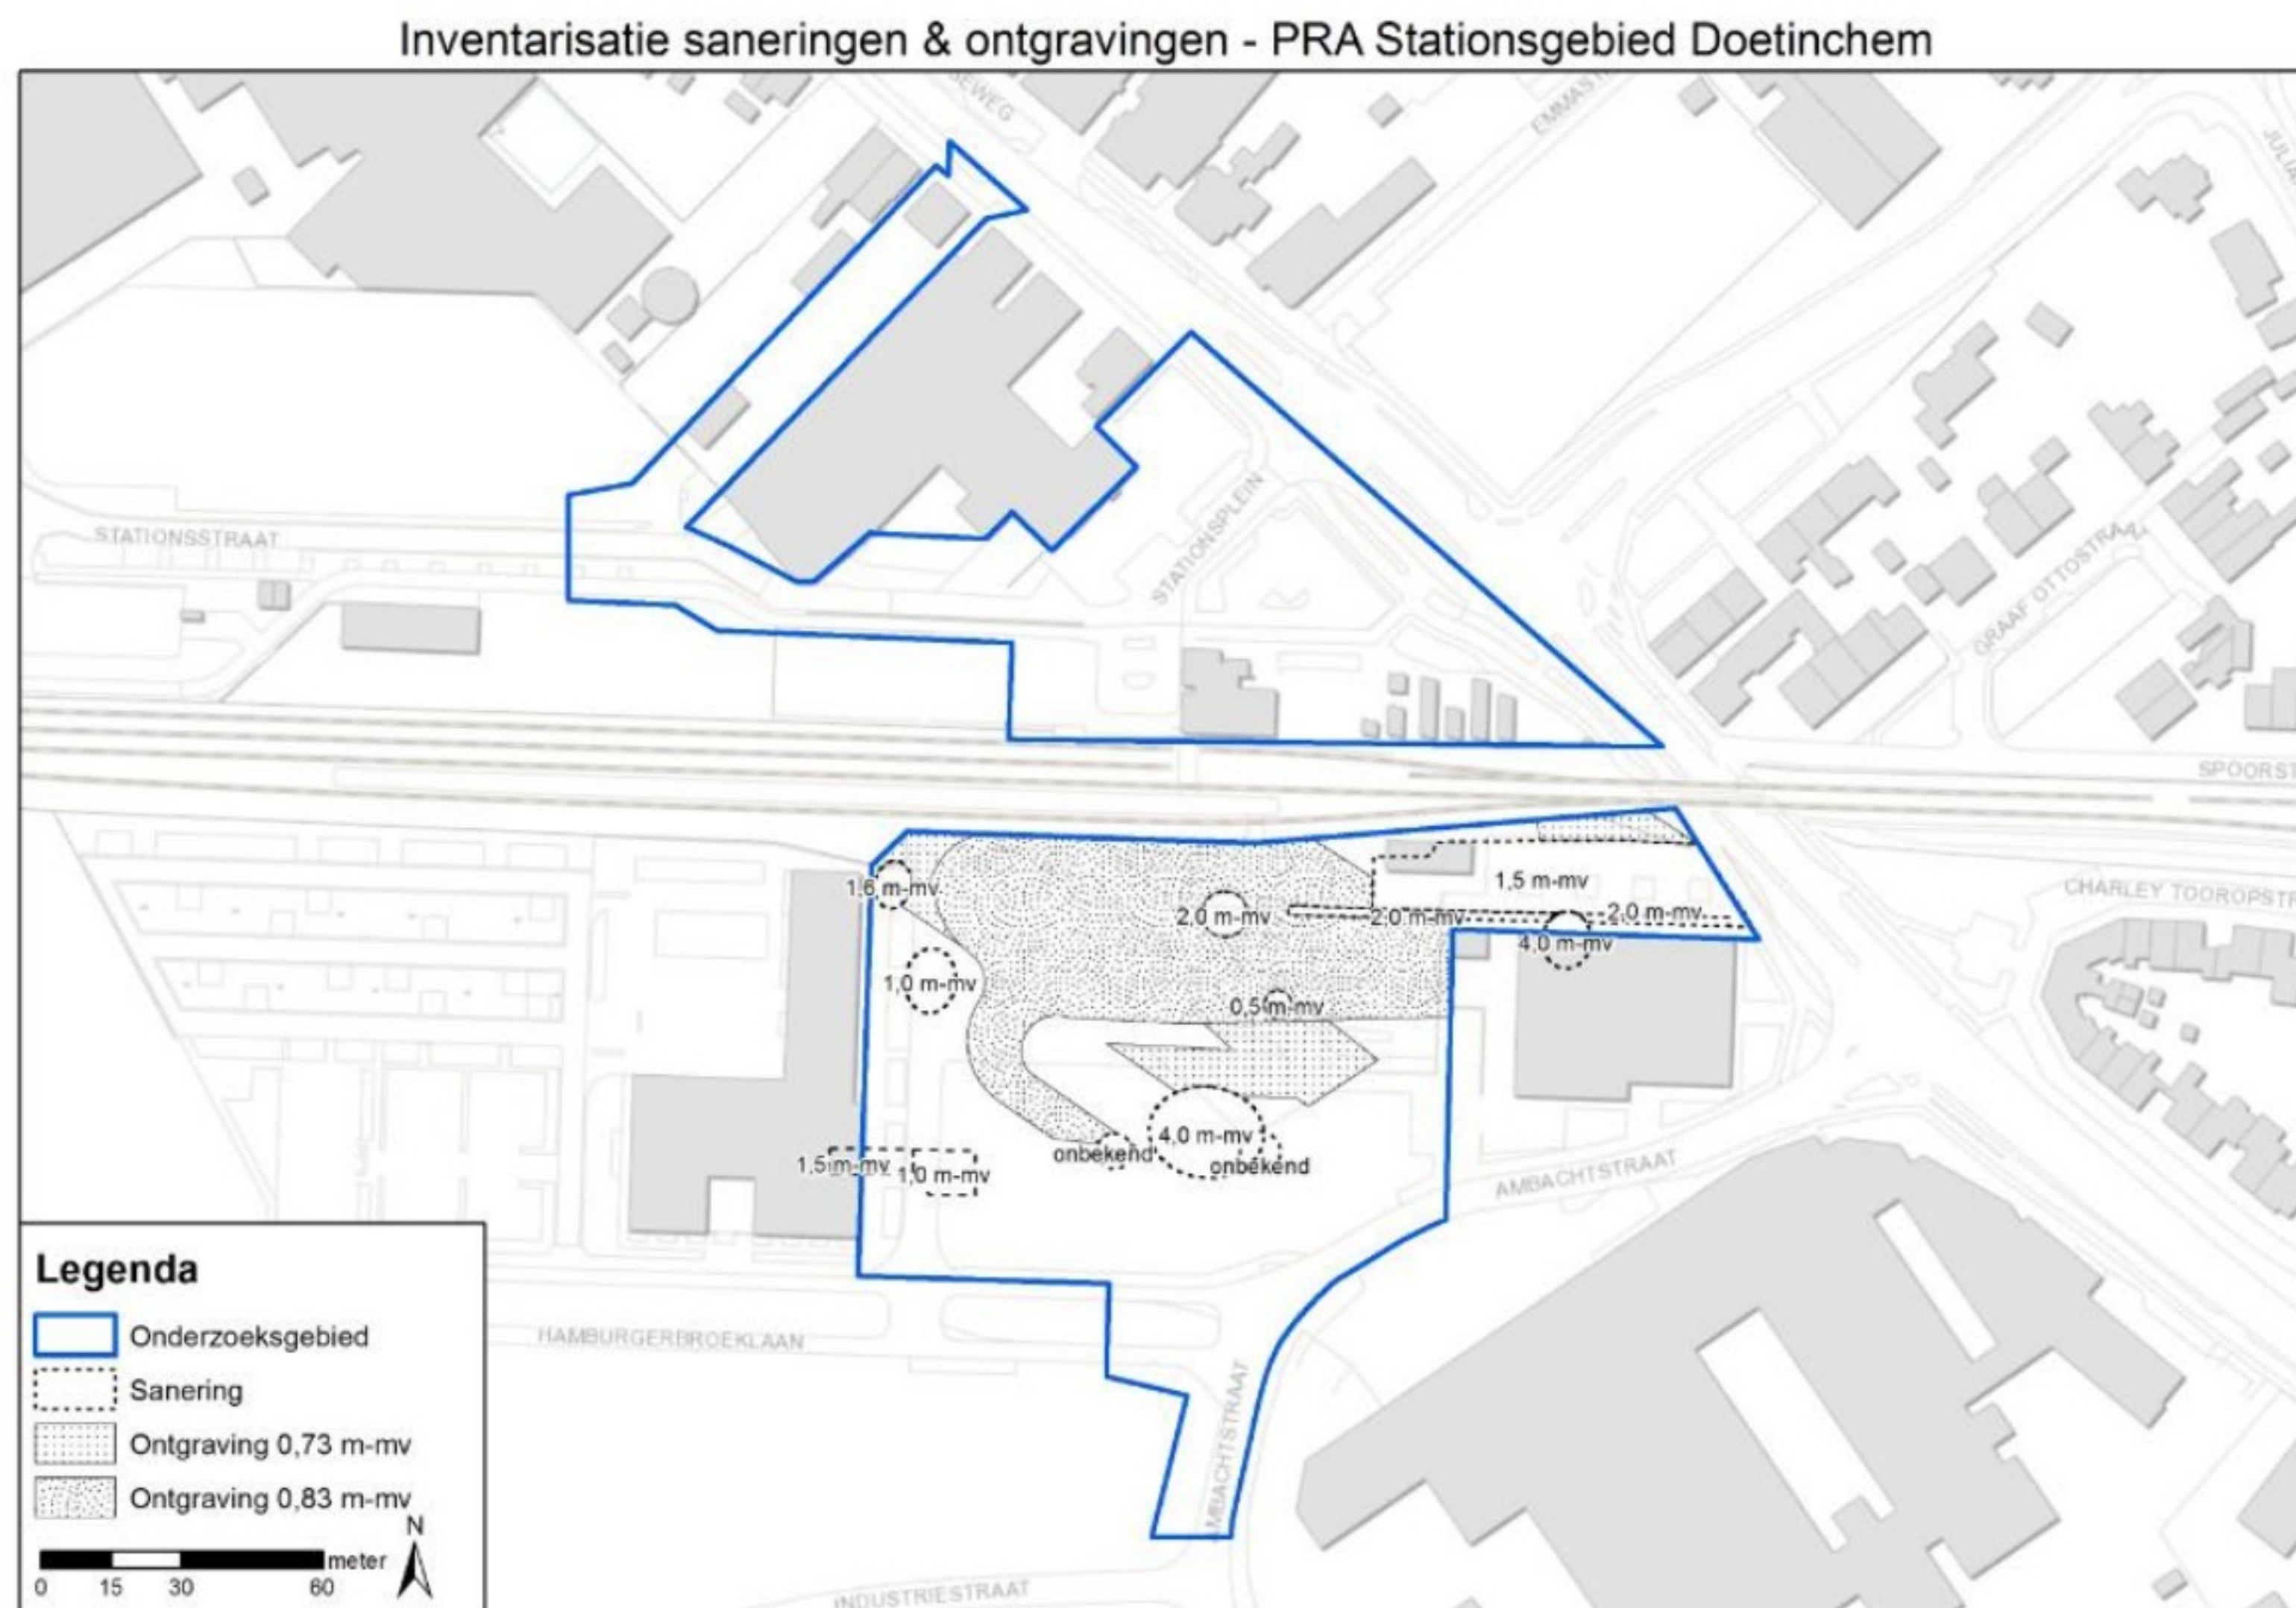 Inventarisatie saneringen & ontgravingen - PRA Stationsgebied Doetinchem
STATIONSSTRAAT
STATIONSPLEIN
GRAAF OTTOSTRAAT
CHARLEY TOOROPSTR
1,6 m-mv
1,5 m-mv
2,0 m-mv
2,0 m-mv
2,0 m-mv
4,0 m-mv
1,0 m-mv
0,5 m-mv
4,0 m-mv
onbekend
onbekend
1,5 m-mv
1,0 m-mv
AMBACHTSTRAAT
HAMBURGERBROEKLAAN
AMBACHTSTRAAT
INDUSTRIESTRAAT
Legenda
Onderzoeksgebied
Sanering
Ontgraving 0,73 m-mv
Ontgraving 0,83 m-mv
N
meter
0 15 30 60